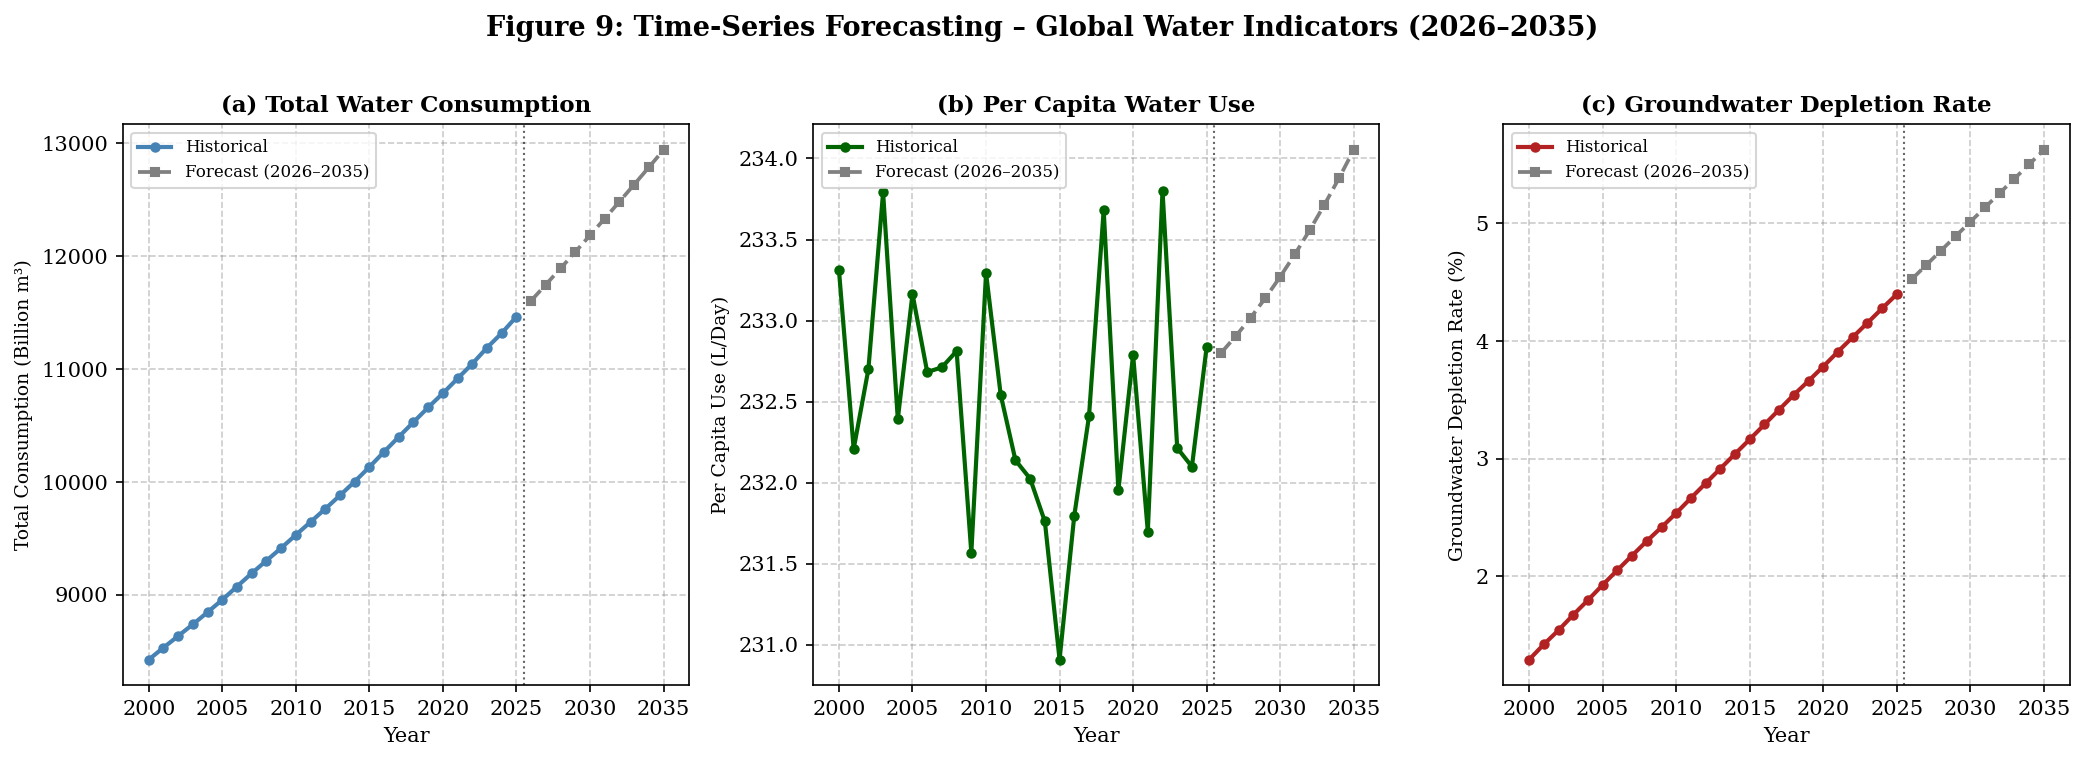 Figure 9: Time-Series Forecasting – Global Water Indicators (2026–2035)
(a) Total Water Consumption
Total Consumption (Billion m³)
13000
12000
11000
10000
9000
Historical
Forecast (2026–2035)
2000 2005 2010 2015 2020 2025 2030 2035
Year
(b) Per Capita Water Use
Per Capita Use (L/Day)
234.0
233.5
233.0
232.5
232.0
231.5
231.0
Historical
Forecast (2026–2035)
2000 2005 2010 2015 2020 2025 2030 2035
Year
(c) Groundwater Depletion Rate
Groundwater Depletion Rate (%)
5
4
3
2
Historical
Forecast (2026–2035)
2000 2005 2010 2015 2020 2025 2030 2035
Year